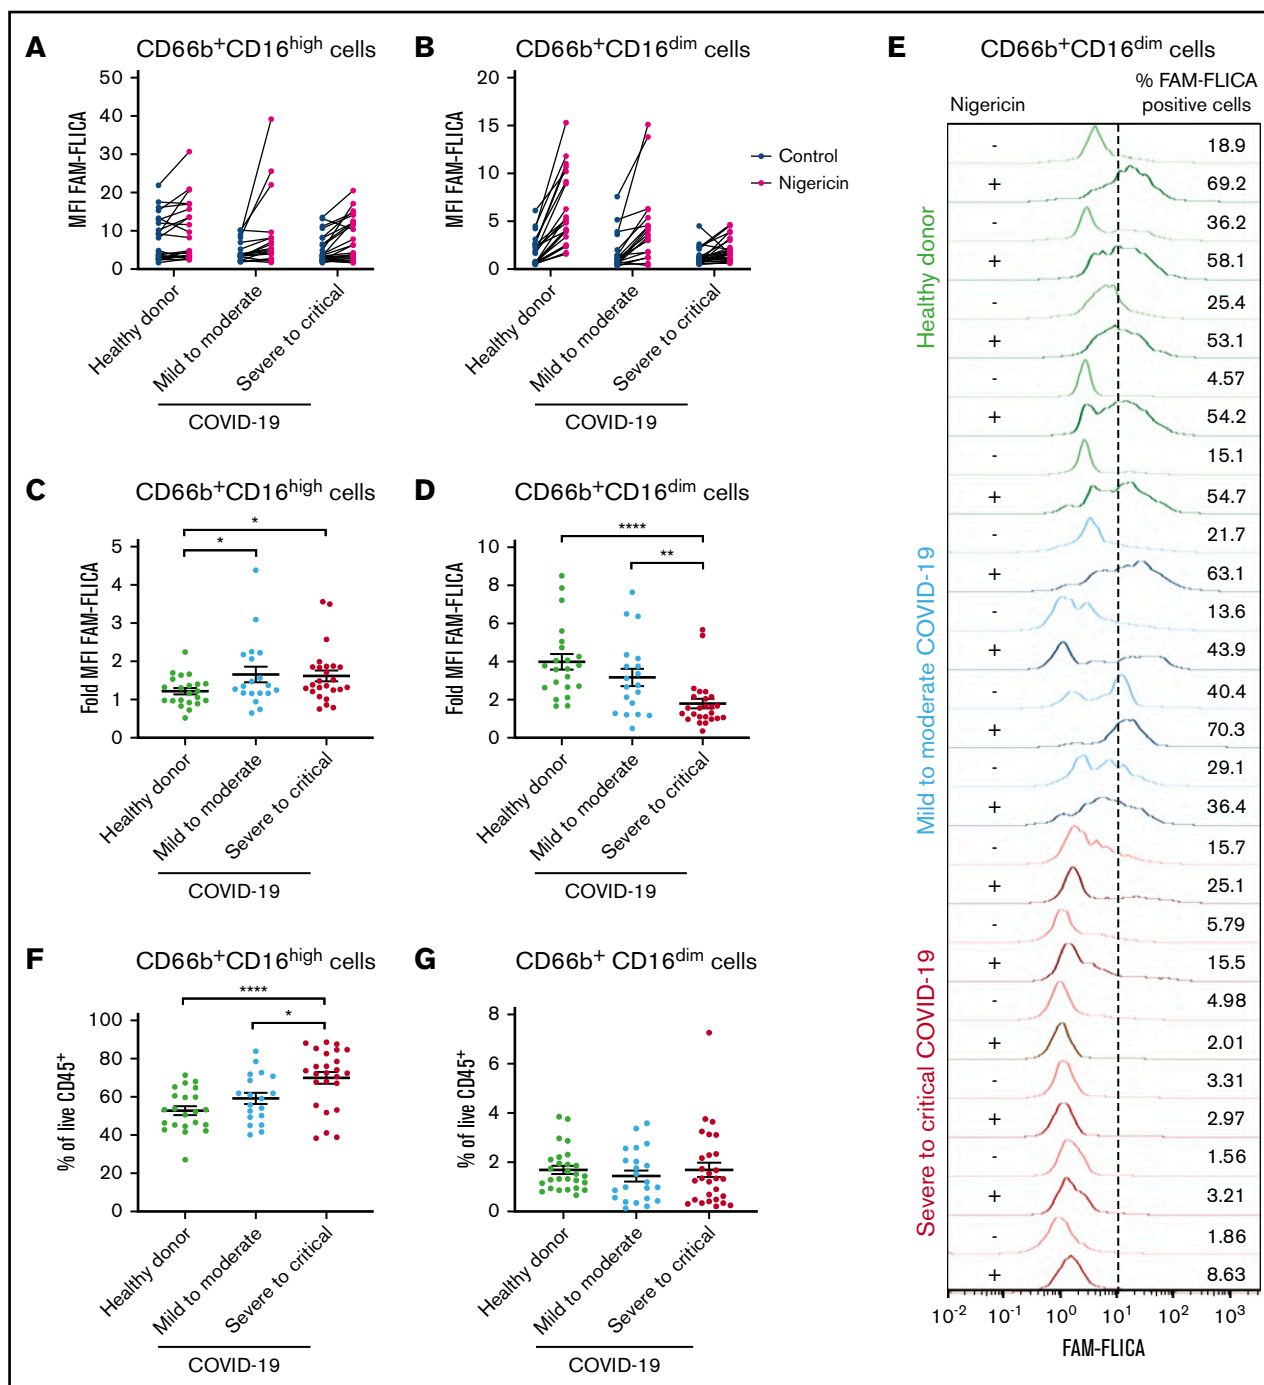 A CD66b+CD16high cells
MFI FAM-FLICA
50
40
30
20
10
0
Healthy donor
Mild to moderate
Severe to critical
COVID-19
B CD66b+CD16dim cells
MFI FAM-FLICA
20
15
10
5
0
Healthy donor
Mild to moderate
Severe to critical
COVID-19
Control
Nigericin
C CD66b+CD16high cells
Fold MFI FAM-FLICA
5
4
3
2
1
0
*
*
Healthy donor
Mild to moderate
Severe to critical
COVID-19
D CD66b+CD16dim cells
Fold MFI FAM-FLICA
10
8
6
4
2
0
****
**
Healthy donor
Mild to moderate
Severe to critical
COVID-19
E CD66b+CD16dim cells
Nigericin
% FAM-FLICA
positive cells
Healthy donor
- 18.9
+ 69.2
- 36.2
+ 58.1
- 25.4
+ 53.1
- 4.57
+ 54.2
- 15.1
+ 54.7
Mild to moderate COVID-19
- 21.7
+ 63.1
- 13.6
+ 43.9
- 40.4
+ 70.3
- 29.1
+ 36.4
Severe to critical COVID-19
- 15.7
+ 25.1
- 5.79
+ 15.5
- 4.98
+ 2.01
- 3.31
+ 2.97
- 1.56
+ 3.21
- 1.86
+ 8.63
10-2 10-1 100 101 102 103
FAM-FLICA
F CD66b+CD16high cells
% of live CD45+
100
80
60
40
20
0
****
*
Healthy donor
Mild to moderate
Severe to critical
COVID-19
G CD66b+ CD16dim cells
% of live CD45+
8
6
4
2
0
Healthy donor
Mild to moderate
Severe to critical
COVID-19